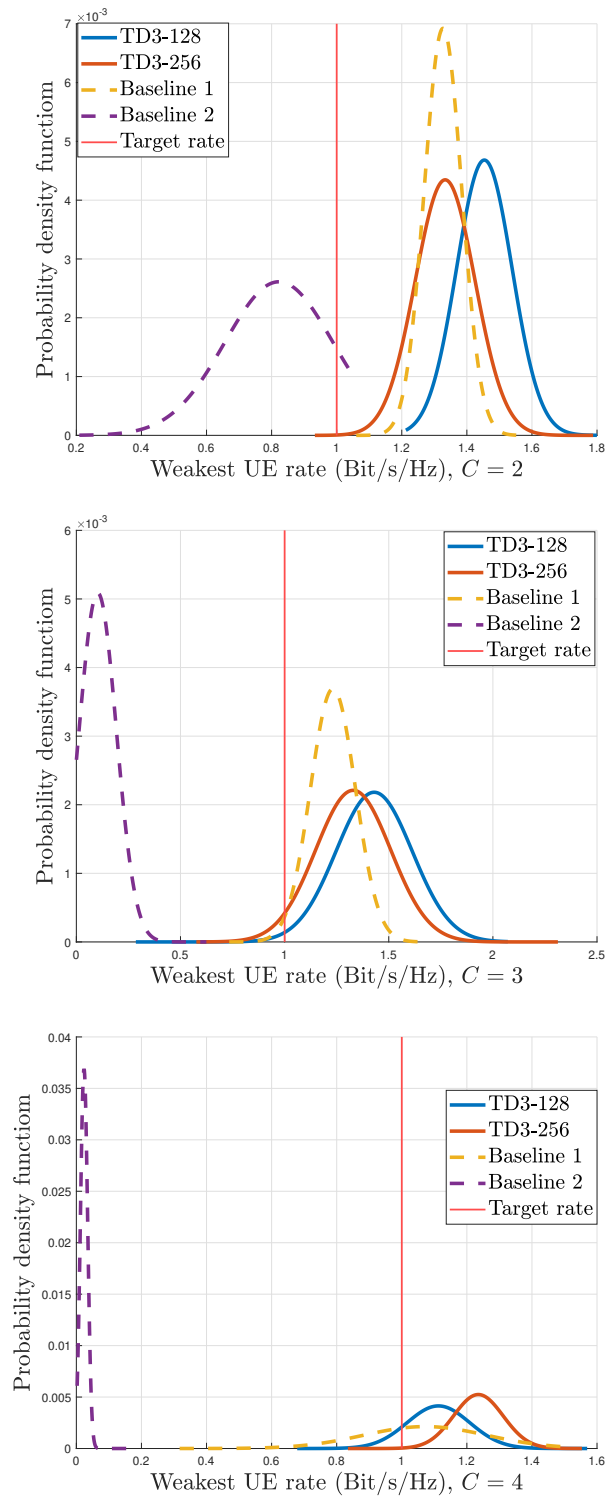 ×10⁻³
7
6
5
4
3
2
1
0
Probability density functiom
TD3-128
TD3-256
Baseline 1
Baseline 2
Target rate
0.2 0.4 0.6 0.8 1 1.2 1.4 1.6 1.8
Weakest UE rate (Bit/s/Hz), C = 2
×10⁻³
6
5
4
3
2
1
0
Probability density functiom
TD3-128
TD3-256
Baseline 1
Baseline 2
Target rate
0 0.5 1 1.5 2 2.5
Weakest UE rate (Bit/s/Hz), C = 3
0.04
0.035
0.03
0.025
0.02
0.015
0.01
0.005
0
Probability density functiom
TD3-128
TD3-256
Baseline 1
Baseline 2
Target rate
0 0.2 0.4 0.6 0.8 1 1.2 1.4 1.6
Weakest UE rate (Bit/s/Hz), C = 4